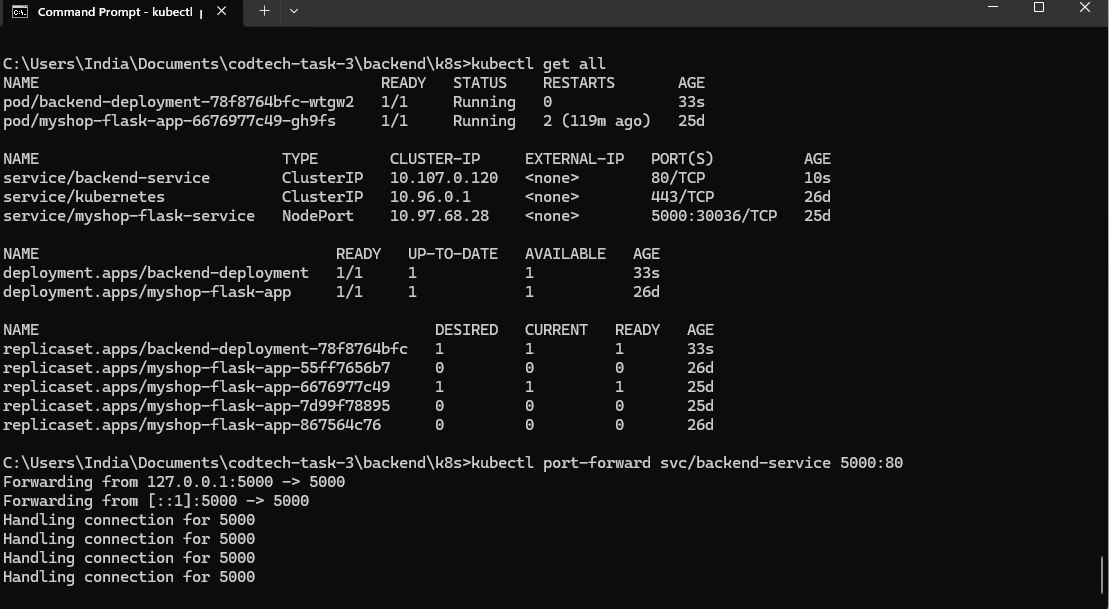 Command Prompt - kubectl p
C:\Users\India\Documents\codtech-task-3\backend\k8s>kubectl get all
NAME READY STATUS RESTARTS AGE
pod/backend-deployment-78f8764bfc-wtgw2 1/1 Running 0 33s
pod/myshop-flask-app-6676977c49-gh9fs 1/1 Running 2 (119m ago) 25d
NAME TYPE CLUSTER-IP EXTERNAL-IP PORT(S) AGE
service/backend-service ClusterIP 10.107.0.120 <none> 80/TCP 10s
service/kubernetes ClusterIP 10.96.0.1 <none> 443/TCP 26d
service/myshop-flask-service NodePort 10.97.68.28 <none> 5000:30036/TCP 25d
NAME READY UP-TO-DATE AVAILABLE AGE
deployment.apps/backend-deployment 1/1 1 1 33s
deployment.apps/myshop-flask-app 1/1 1 1 26d
NAME DESIRED CURRENT READY AGE
replicaset.apps/backend-deployment-78f8764bfc 1 1 1 33s
replicaset.apps/myshop-flask-app-55ff7656b7 0 0 0 26d
replicaset.apps/myshop-flask-app-6676977c49 1 1 1 25d
replicaset.apps/myshop-flask-app-7d99f78895 0 0 0 25d
replicaset.apps/myshop-flask-app-867564c76 0 0 0 26d
C:\Users\India\Documents\codtech-task-3\backend\k8s>kubectl port-forward svc/backend-service 5000:80
Forwarding from 127.0.0.1:5000 -> 5000
Forwarding from [::1]:5000 -> 5000
Handling connection for 5000
Handling connection for 5000
Handling connection for 5000
Handling connection for 5000